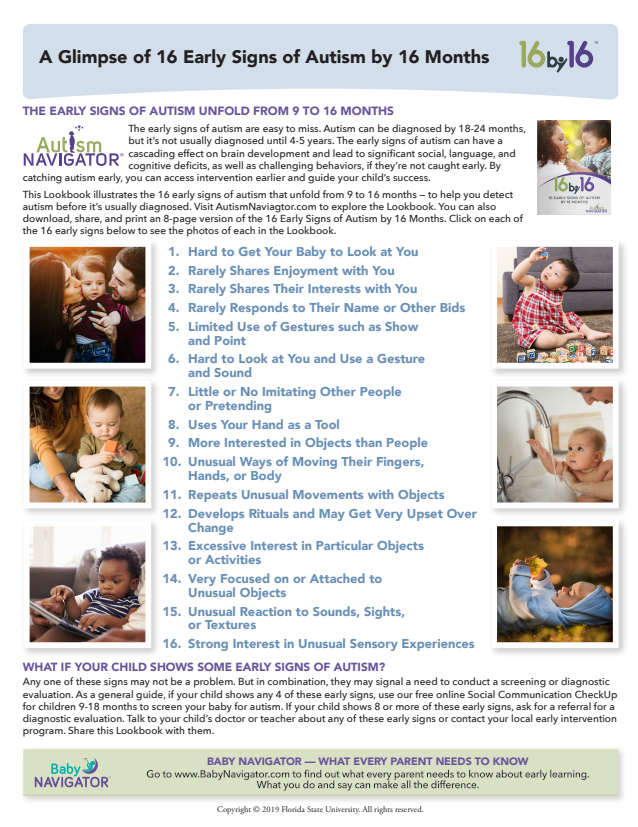 A Glimpse of 16 Early Signs of Autism by 16 Months
16by16™
THE EARLY SIGNS OF AUTISM UNFOLD FROM 9 TO 16 MONTHS
Autism
NAVIGATOR®
The early signs of autism are easy to miss. Autism can be diagnosed by 18-24 months,
but it's not usually diagnosed until 4-5 years. The early signs of autism can have a
cascading effect on brain development and lead to significant social, language, and
cognitive deficits, as well as challenging behaviors, if they're not caught early. By
catching autism early, you can access intervention earlier and guide your child's success.
16by16
16 EARLY SIGNS OF AUTISM
BY 16 MONTHS
This Lookbook illustrates the 16 early signs of autism that unfold from 9 to 16 months – to help you detect
autism before it's usually diagnosed. Visit AutismNaviagtor.com to explore the Lookbook. You can also
download, share, and print an 8-page version of the 16 Early Signs of Autism by 16 Months. Click on each of
the 16 early signs below to see the photos of each in the Lookbook.
1. Hard to Get Your Baby to Look at You
2. Rarely Shares Enjoyment with You
3. Rarely Shares Their Interests with You
4. Rarely Responds to Their Name or Other Bids
5. Limited Use of Gestures such as Show
and Point
6. Hard to Look at You and Use a Gesture
and Sound
7. Little or No Imitating Other People
or Pretending
8. Uses Your Hand as a Tool
9. More Interested in Objects than People
10. Unusual Ways of Moving Their Fingers,
Hands, or Body
11. Repeats Unusual Movements with Objects
12. Develops Rituals and May Get Very Upset Over
Change
13. Excessive Interest in Particular Objects
or Activities
14. Very Focused on or Attached to
Unusual Objects
15. Unusual Reaction to Sounds, Sights,
or Textures
16. Strong Interest in Unusual Sensory Experiences
WHAT IF YOUR CHILD SHOWS SOME EARLY SIGNS OF AUTISM?
Any one of these signs may not be a problem. But in combination, they may signal a need to conduct a screening or diagnostic
evaluation. As a general guide, if your child shows any 4 of these early signs, use our free online Social Communication CheckUp
for children 9-18 months to screen your baby for autism. If your child shows 8 or more of these early signs, ask for a referral for a
diagnostic evaluation. Talk to your child's doctor or teacher about any of these early signs or contact your local early intervention
program. Share this Lookbook with them.
Baby
NAVIGATOR
BABY NAVIGATOR — WHAT EVERY PARENT NEEDS TO KNOW
Go to www.BabyNavigator.com to find out what every parent needs to know about early learning.
What you do and say can make all the difference.
Copyright © 2019 Florida State University. All rights reserved.